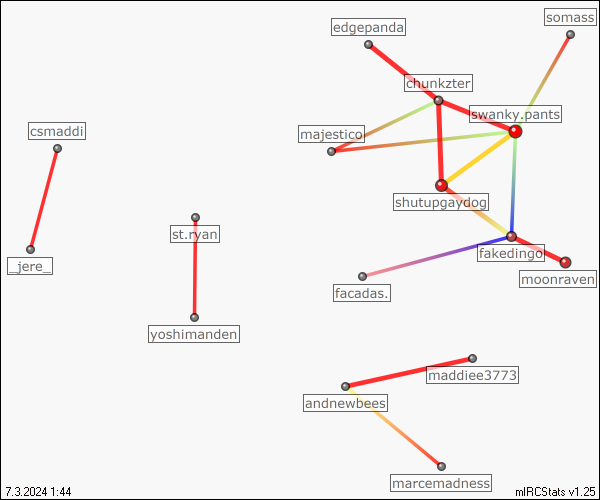 somass
edgepanda
chunkzter
swanky.pants
csmaddi
majestico
shutupgaydog
st.ryan
fakedingo
_jere_
moonraven
facadas.
yoshimanden
maddiee3773
andnewbees
marcemadness
7.3.2024 1:44
mIRCStats v1.25